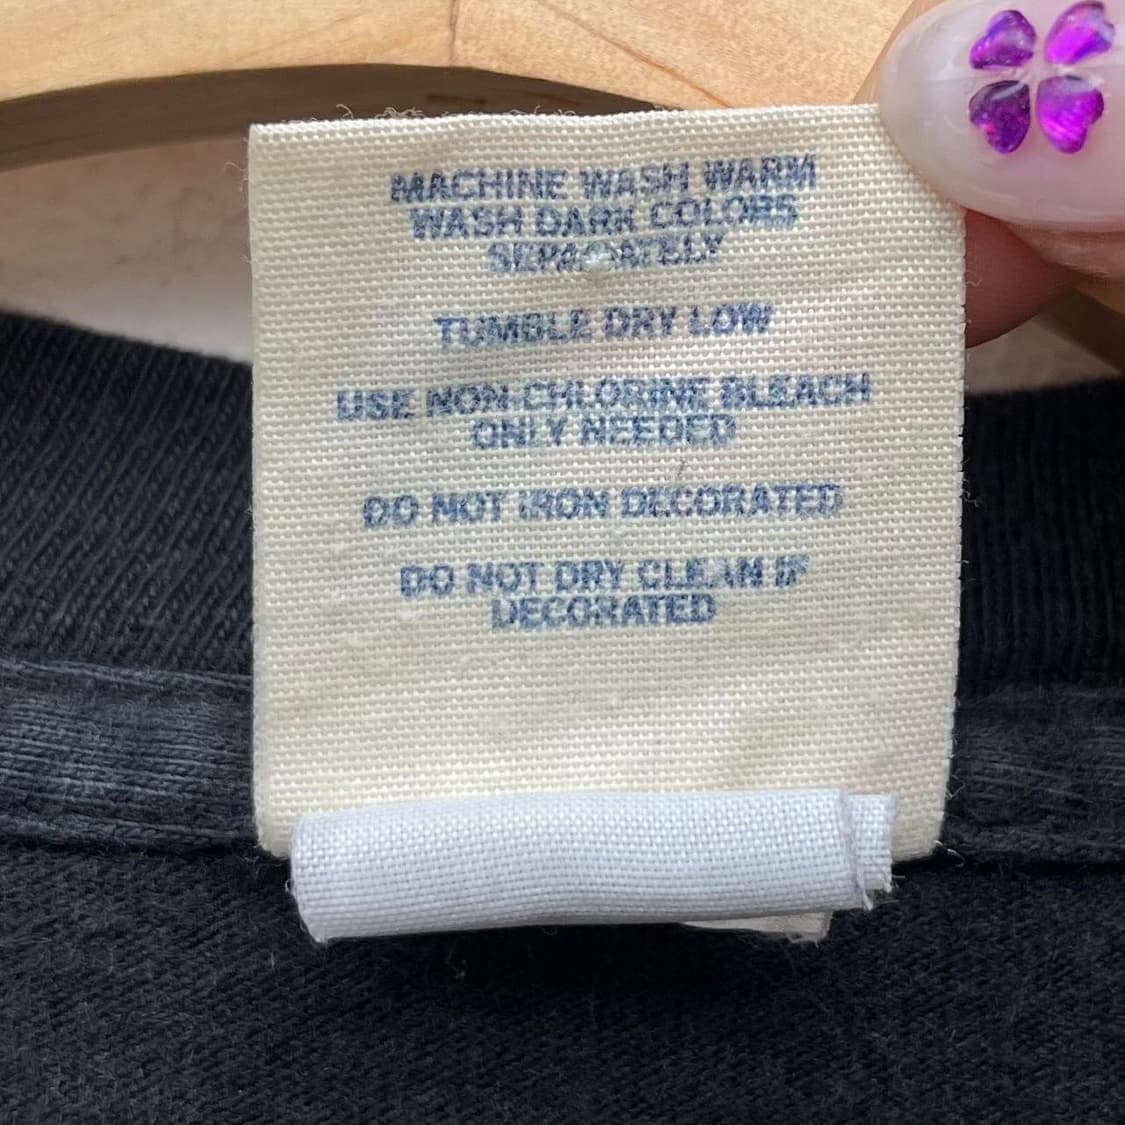 MACHINE WASH WARM
WASH DARK COLORS
SEPARATELY
TUMBLE DRY LOW
USE NON-CHLORINE BLEACH
ONLY NEEDED
DO NOT IRON DECORATED
DO NOT DRY CLEAN IF
DECORATED